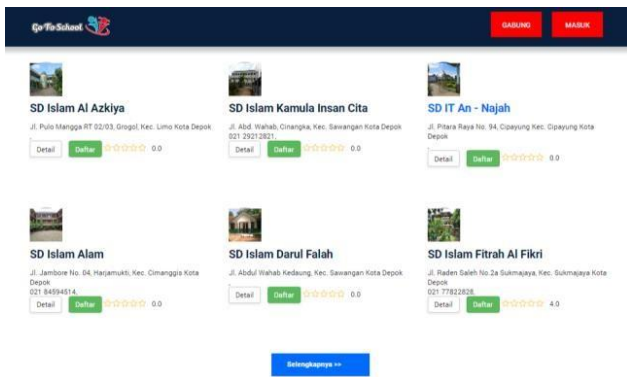 Go To School
GABUNG
MASUK
SD Islam Al Azkiya
Jl. Pulo Mangga RT 02/03, Grogol, Kec. Limo Kota Depok
.
Detail
Daftar
0.0
SD Islam Kamula Insan Cita
Jl. Abd. Wahab, Cinangka, Kec. Sawangan Kota Depok
021 29212821,
Detail
Daftar
0.0
SD IT An - Najah
Jl. Pitara Raya No. 94, Cipayung Kec. Cipayung Kota
Depok
.
Detail
Daftar
0.0
SD Islam Alam
Jl. Jambore No. 04, Harjamukti, Kec. Cimanggis Kota
Depok
021 84594514,
Detail
Daftar
0.0
SD Islam Darul Falah
Jl. Abdul Wahab Kedaung, Kec. Sawangan Kota Depok
.
Detail
Daftar
0.0
SD Islam Fitrah Al Fikri
Jl. Raden Saleh No.2a Sukmajaya, Kec. Sukmajaya Kota
Depok
021 77822828,
Detail
Daftar
4.0
Selengkapnya >>